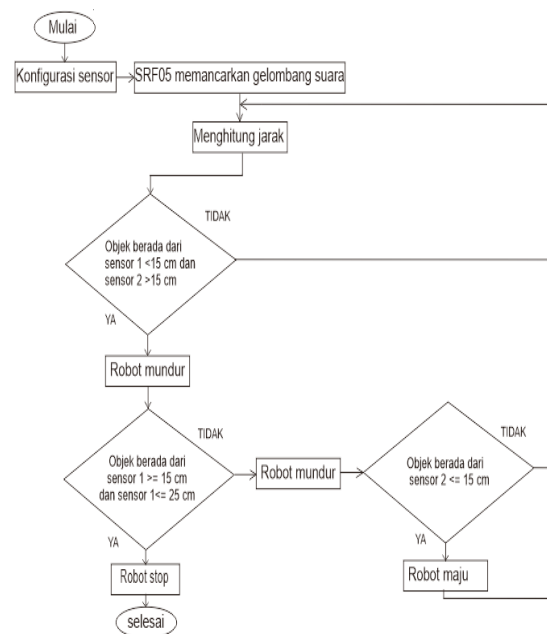 Mulai
Konfigurasi sensor
SRF05 memancarkan gelombang suara
Menghitung jarak
TIDAK
Objek berada dari
sensor 1 <15 cm dan
sensor 2 >15 cm
YA
Robot mundur
TIDAK
Objek berada dari
sensor 1 >= 15 cm
dan sensor 1<= 25 cm
Robot mundur
TIDAK
Objek berada dari
sensor 2 <= 15 cm
YA
Robot stop
selesai
YA
Robot maju